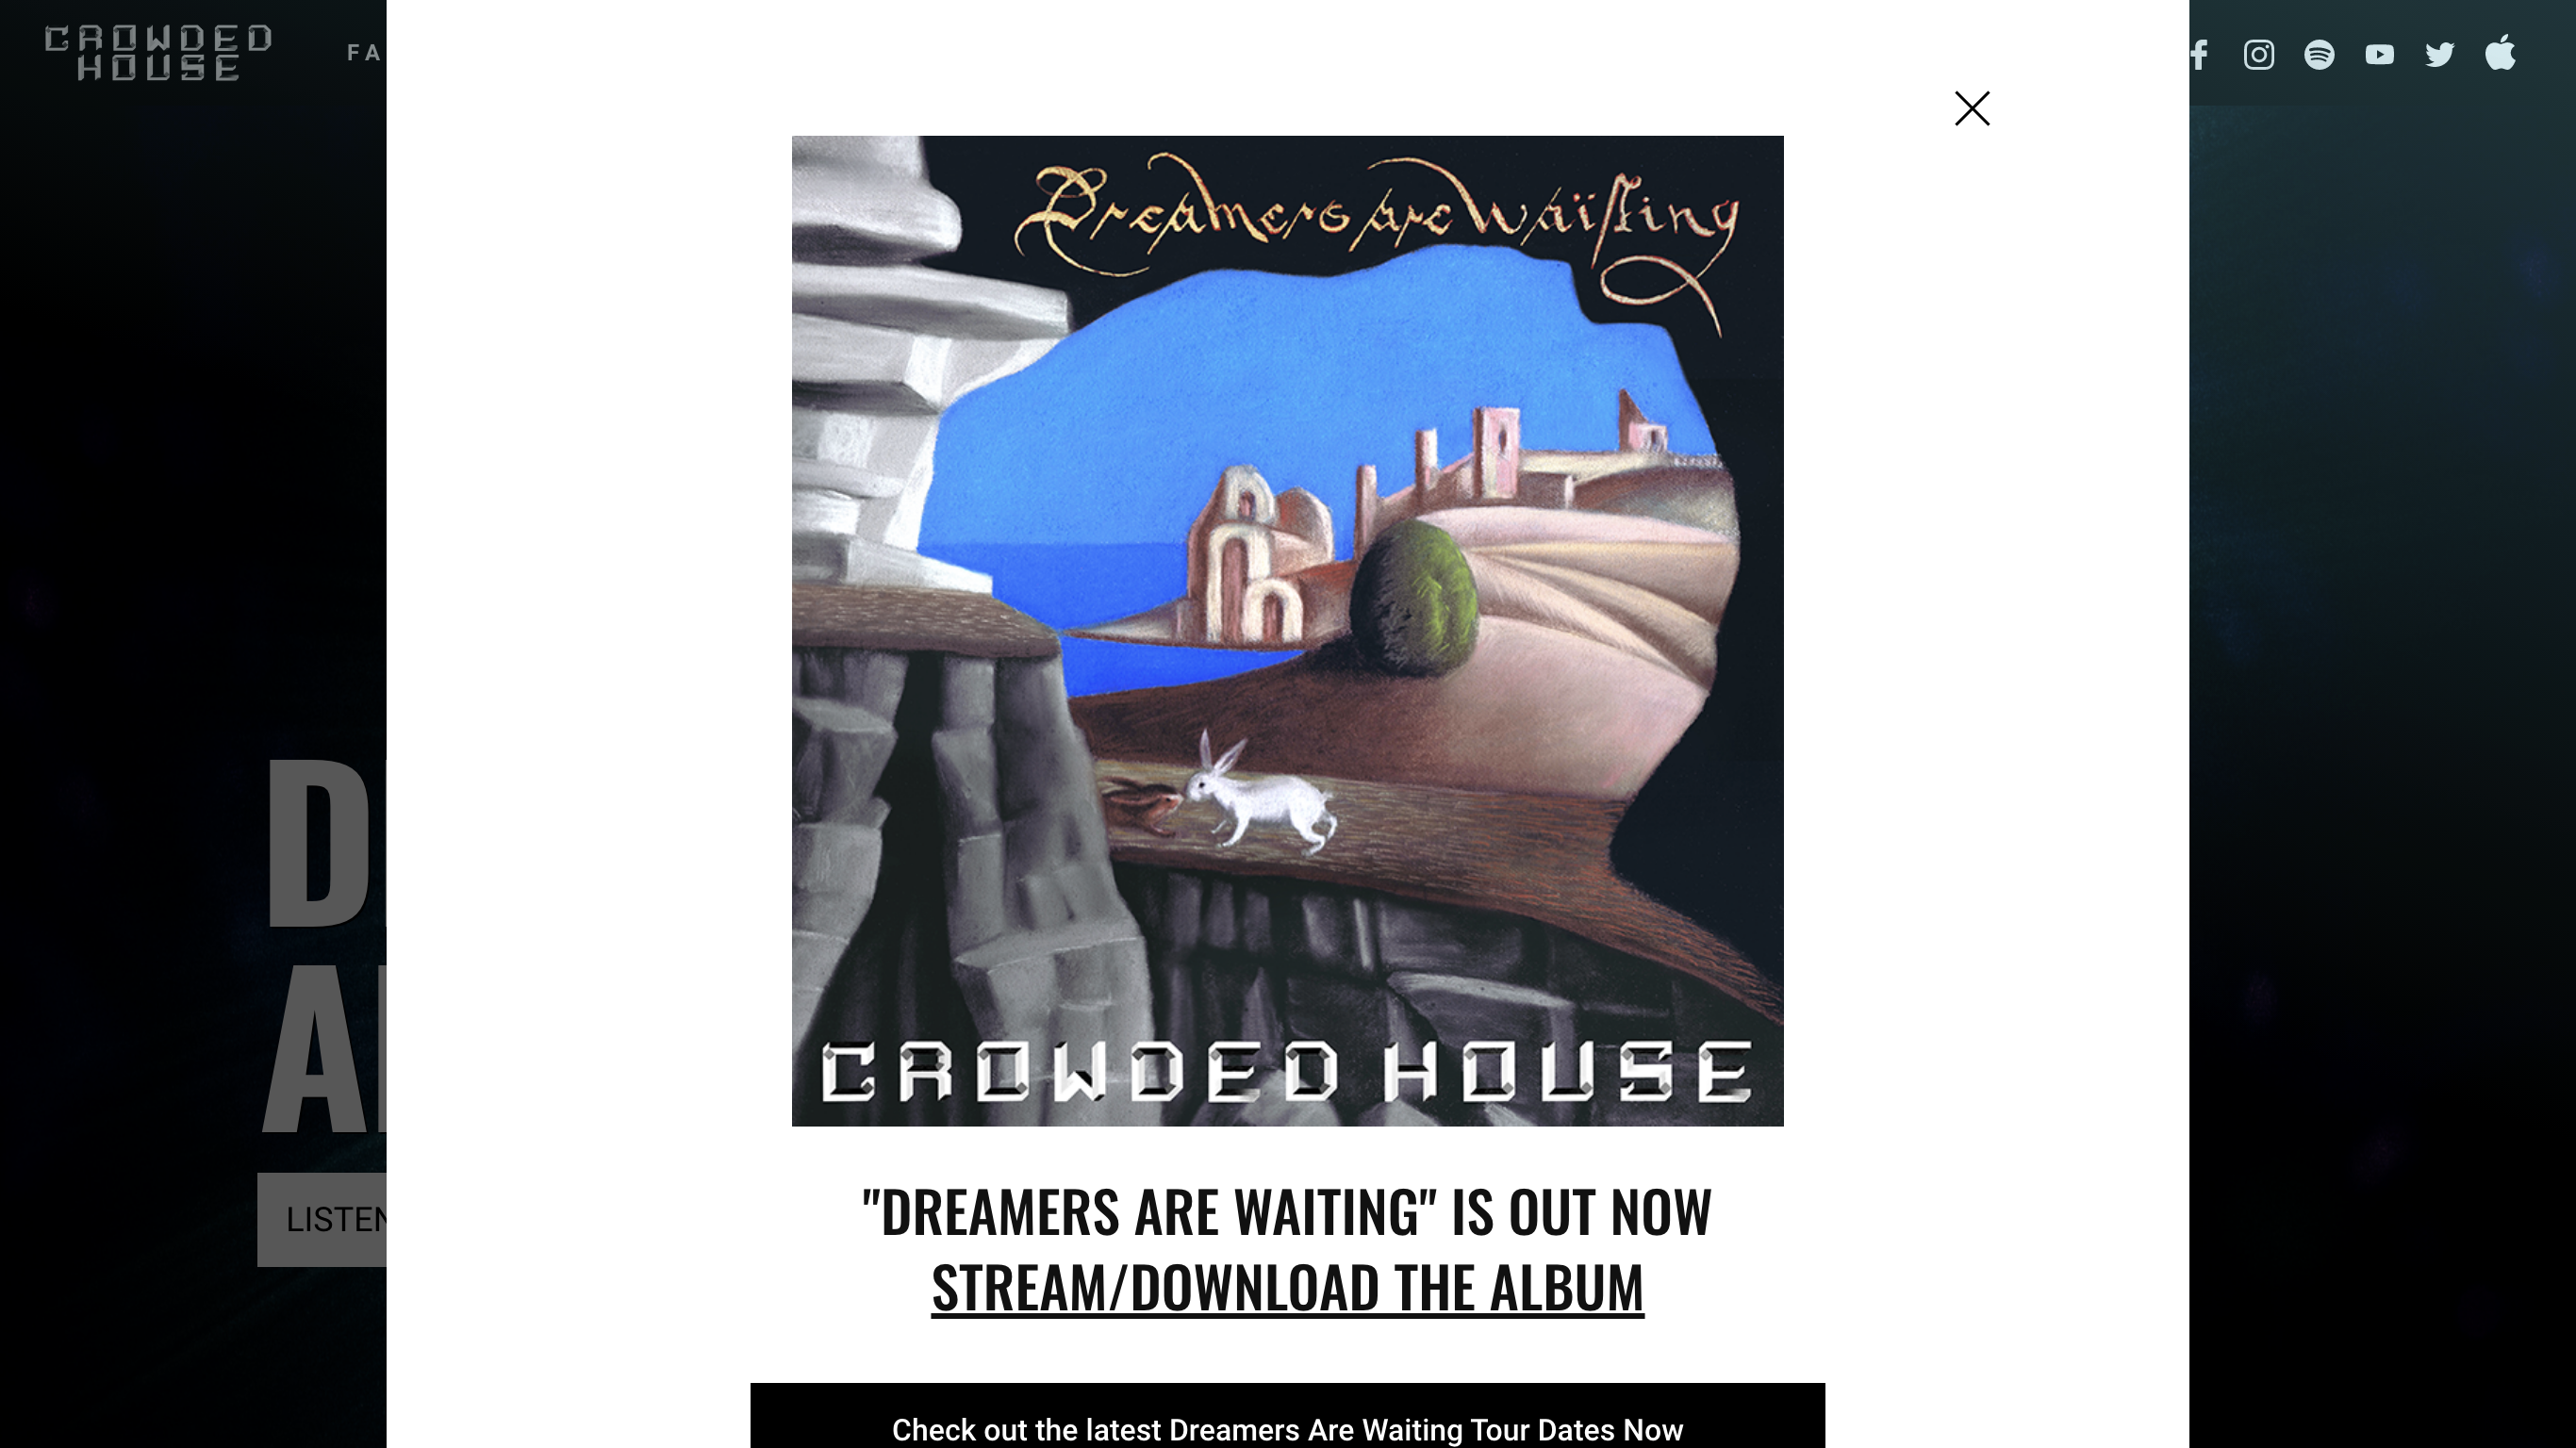 CROWDED
HOUSE
FA
Dreamers are waiting
CROWDED HOUSE
D
A
LISTEN
"DREAMERS ARE WAITING" IS OUT NOW
STREAM/DOWNLOAD THE ALBUM
Check out the latest Dreamers Are Waiting Tour Dates Now